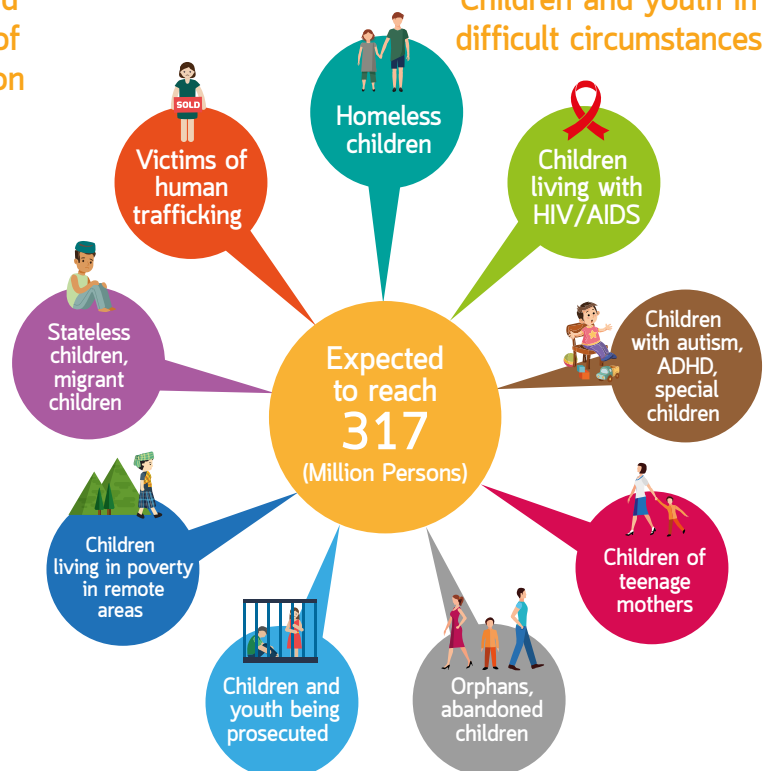 of
on
Children and youth in
difficult circumstances
Homeless
children
SOLD
Victims of
human
trafficking
Children
living with
HIV/AIDS
Stateless
children,
migrant
children
Children
with autism,
ADHD,
special
children
Expected
to reach
317
(Million Persons)
Children
living in poverty
in remote
areas
Children of
teenage
mothers
Children and
youth being
prosecuted
Orphans,
abandoned
children